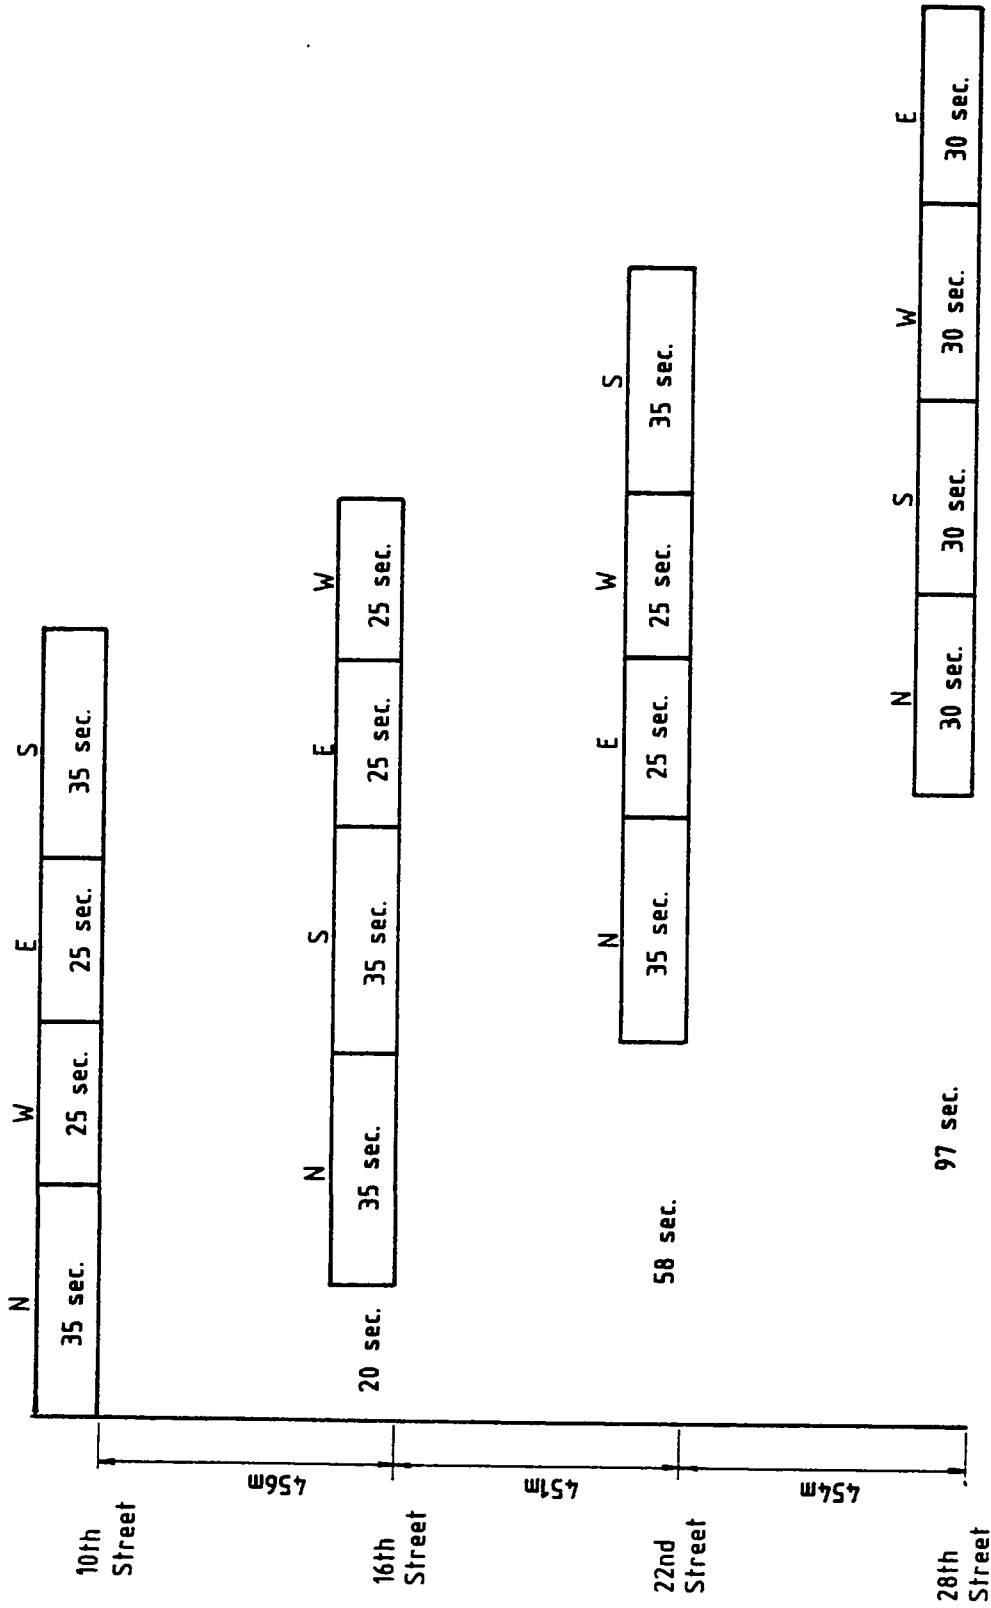 10th
Street
N W E S
35 sec. 25 sec. 25 sec. 35 sec.
456m
16th
Street
20 sec.
N S E W
35 sec. 35 sec. 25 sec. 25 sec.
451m
22nd
Street
58 sec.
N E W S
35 sec. 25 sec. 25 sec. 35 sec.
454m
28th
Street
97 sec.
N S W E
30 sec. 30 sec. 30 sec. 30 sec.